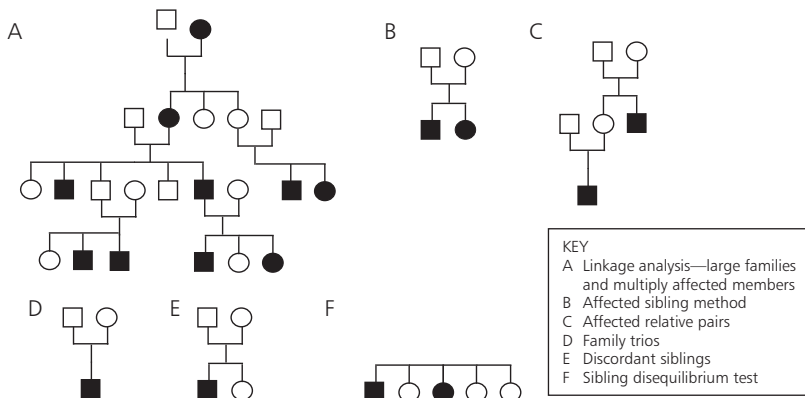 A
B
C
D
E
F
KEY
A Linkage analysis—large families
and multiply affected members
B Affected sibling method
C Affected relative pairs
D Family trios
E Discordant siblings
F Sibling disequilibrium test